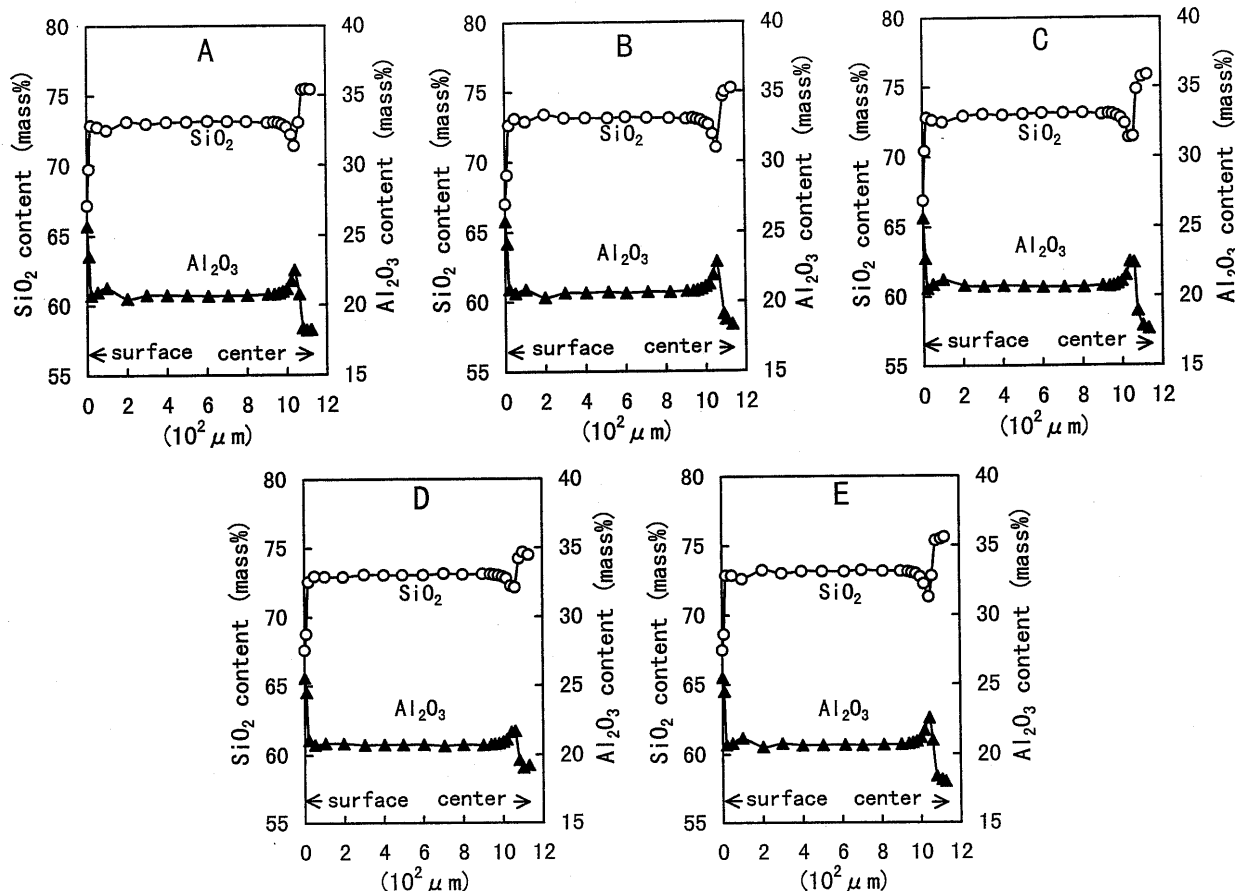 A
SiO2 content (mass%)
80
75
70
65
60
55
SiO2
Al2O3
←surface center→
40
35
30
25
20
15
Al2O3 content (mass%)
0 2 4 6 8 10 12
(10² μm)
B
SiO2 content (mass%)
80
75
70
65
60
55
SiO2
Al2O3
←surface center→
40
35
30
25
20
15
Al2O3 content (mass%)
0 2 4 6 8 10 12
(10² μm)
C
SiO2 content (mass%)
80
75
70
65
60
55
SiO2
Al2O3
←surface center→
40
35
30
25
20
15
Al2O3 content (mass%)
0 2 4 6 8 10 12
(10² μm)
D
SiO2 content (mass%)
80
75
70
65
60
55
SiO2
Al2O3
←surface center→
40
35
30
25
20
15
Al2O3 content (mass%)
0 2 4 6 8 10 12
(10² μm)
E
SiO2 content (mass%)
80
75
70
65
60
55
SiO2
Al2O3
←surface center→
40
35
30
25
20
15
Al2O3 content (mass%)
0 2 4 6 8 10 12
(10² μm)